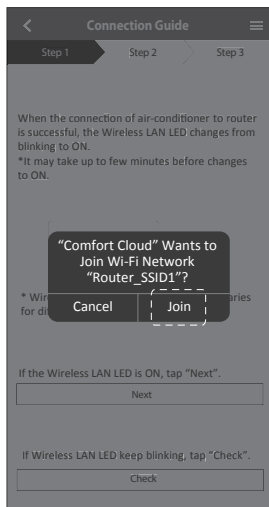 Connection Guide
Step 1 Step 2 Step 3
When the connection of air-conditioner to router
is successful, the Wireless LAN LED changes from
blinking to ON.
*It may take up to few minutes before changes
to ON.
“Comfort Cloud” Wants to
Join Wi-Fi Network
“Router_SSID1”?
Cancel Join
*
for
If the Wireless LAN LED is ON, tap “Next”.
Next
If Wireless LAN LED keep blinking, tap “Check”.
Check